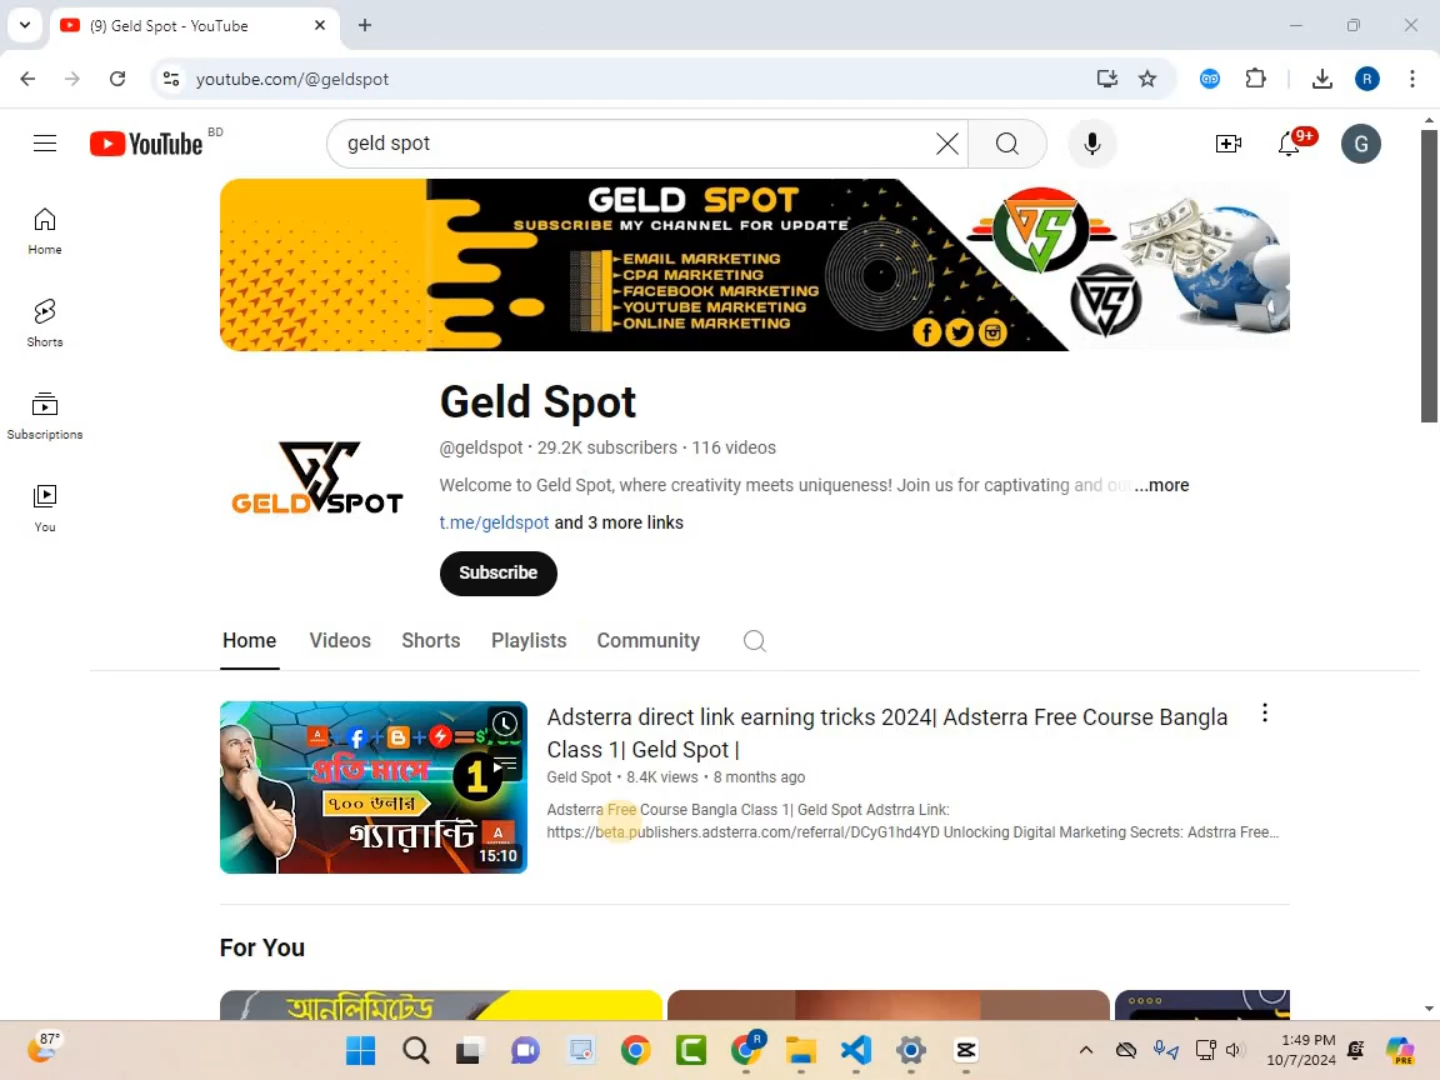 (9) Geld Spot - YouTube
youtube.com/@geldspot
R
YouTube BD
geld spot
9+
G
Home
Shorts
Subscriptions
You
GELD SPOT
SUBSCRIBE MY CHANNEL FOR UPDATE
EMAIL MARKETING
CPA MARKETING
FACEBOOK MARKETING
YOUTUBE MARKETING
ONLINE MARKETING
GELD SPOT
Geld Spot
@geldspot • 29.2K subscribers • 116 videos
Welcome to Geld Spot, where creativity meets uniqueness! Join us for captivating and ...more
t.me/geldspot and 3 more links
Subscribe
Home Videos Shorts Playlists Community
প্রতি মাসে
৭০০ ডলার
গ্যারান্টি
1
15:10
Adsterra direct link earning tricks 2024| Adsterra Free Course Bangla
Class 1| Geld Spot |
Geld Spot • 8.4K views • 8 months ago
Adsterra Free Course Bangla Class 1| Geld Spot Adstrra Link:
https://beta.publishers.adsterra.com/referral/DCyG1hd4YD Unlocking Digital Marketing Secrets: Adstrra Free...
For You
আনলিমিটেড
87°
R
1:49 PM
10/7/2024
PRE